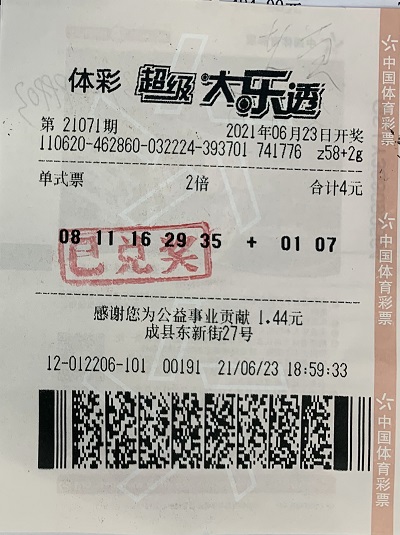 体彩 超级大乐透
第 21071期 2021年06月23日开奖
110620-462860-032224-393701 741776 z58+2g
单式票 2倍 合计4元
08 11 16 29 35 + 01 07
已兑奖
感谢您为公益事业贡献 1.44元
成县东新街27号
12-012206-101 00191 21/06/23 18:59:33
中国体育彩票
中国体育彩票
中国体育彩票